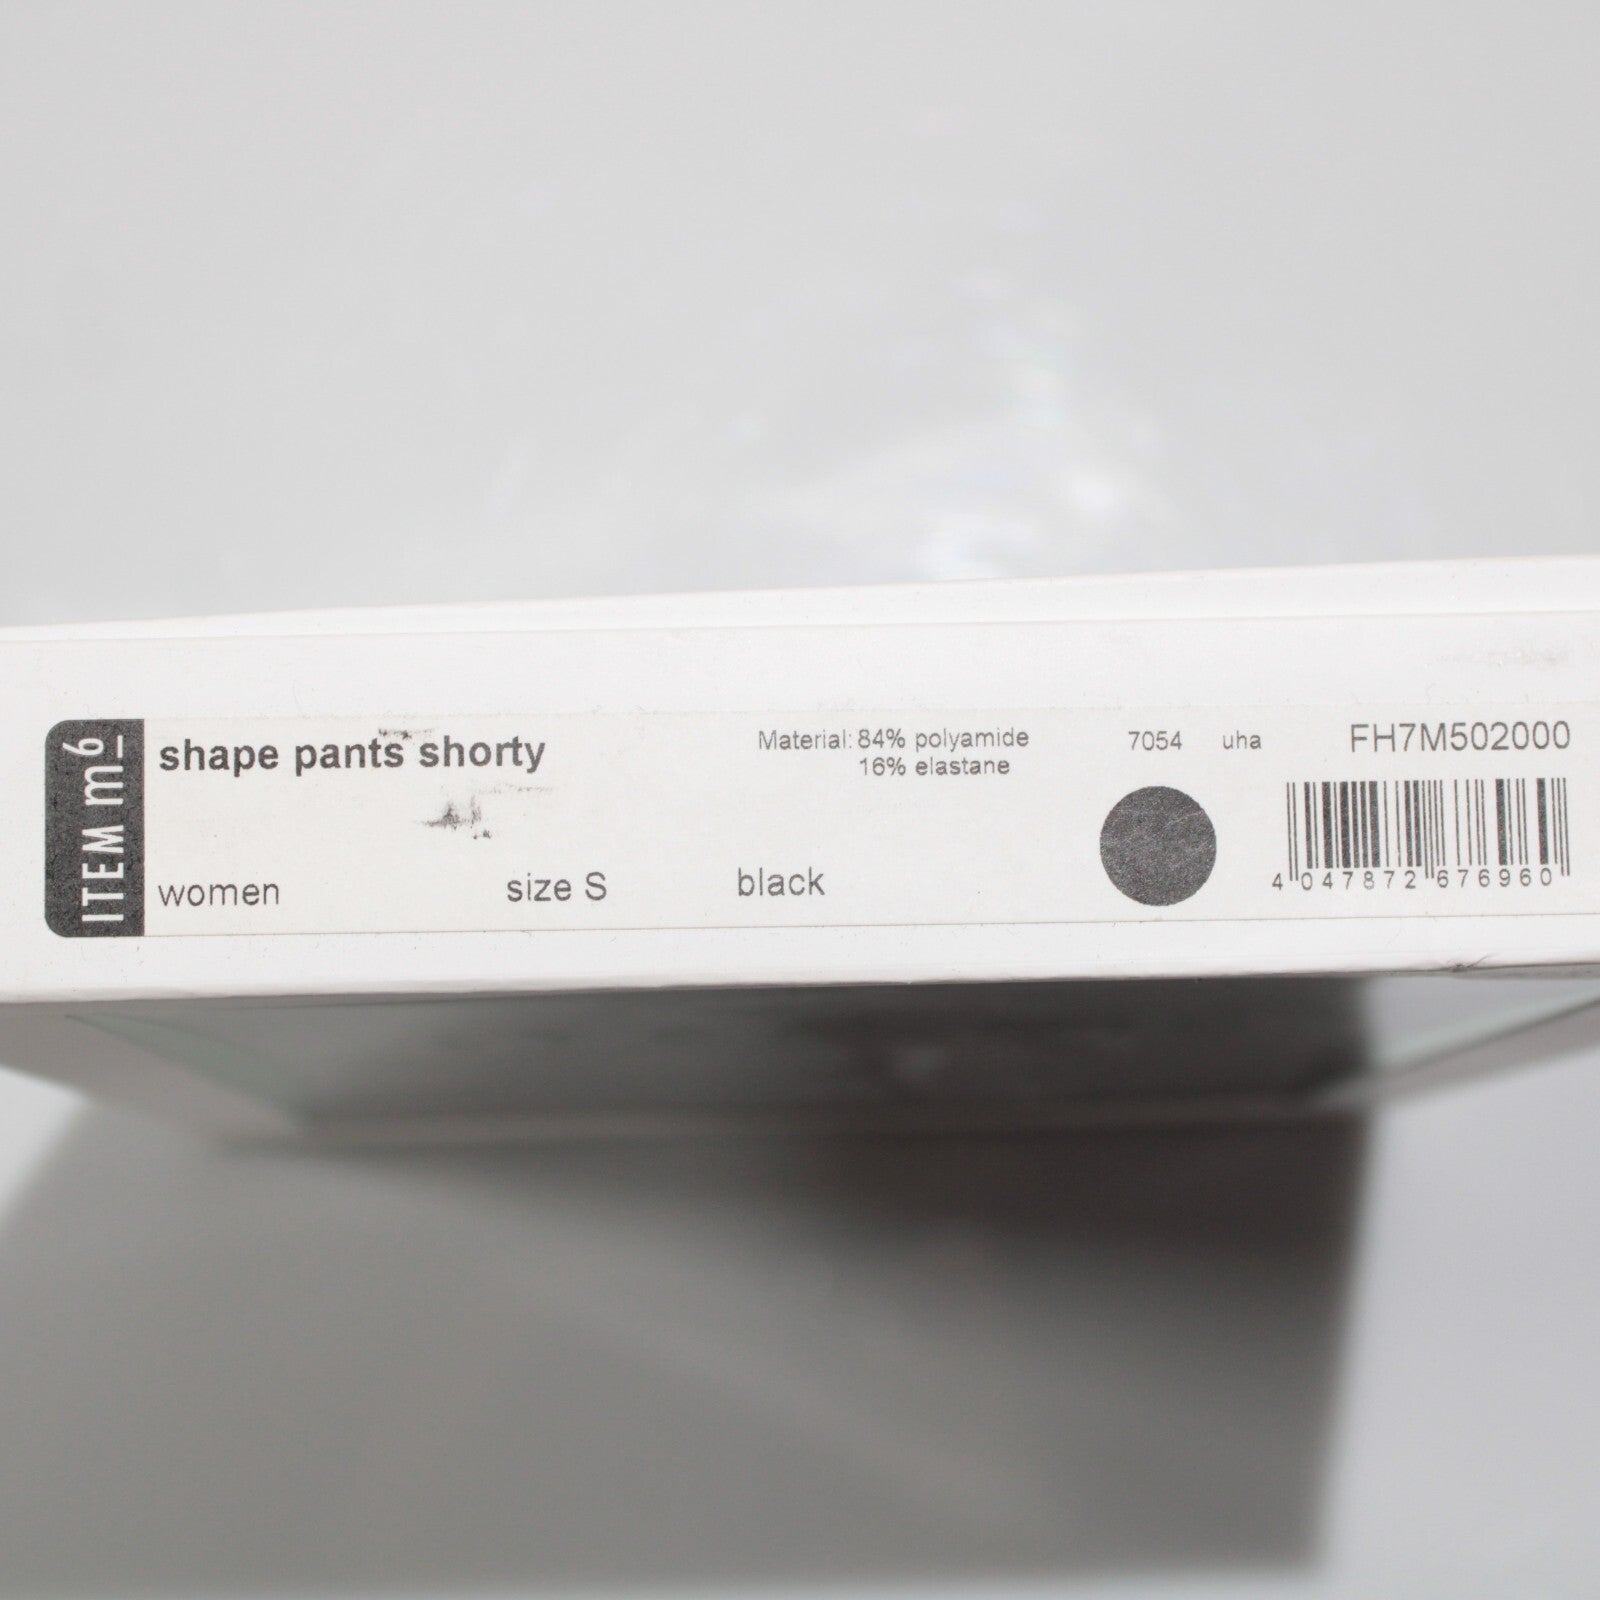 ITEM m6
shape pants shorty
women
size S
black
Material: 84% polyamide
16% elastane
7054 uha
FH7M502000
4 047872 676960